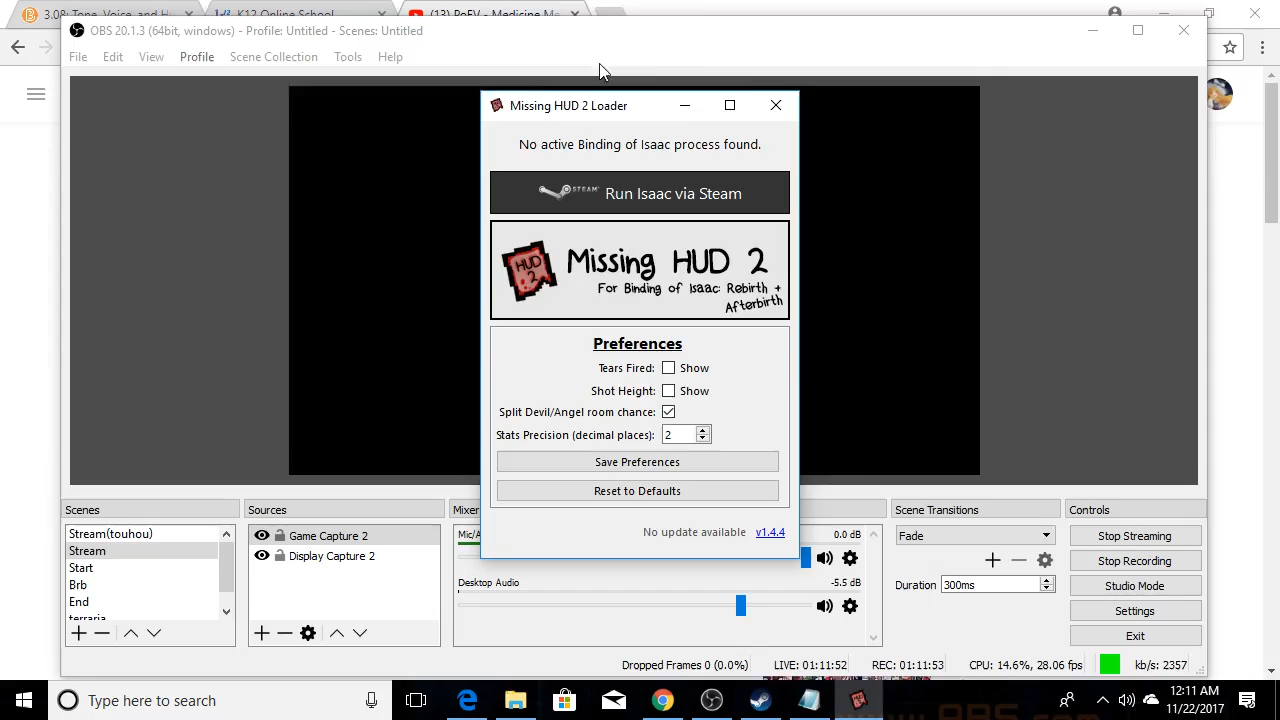 3.08: Tone, Voice, and H
K12 Online School
(13) PoFV - Medicine Me
OBS 20.1.3 (64bit, windows) - Profile: Untitled - Scenes: Untitled
File Edit View Profile Scene Collection Tools Help
Missing HUD 2 Loader
No active Binding of Isaac process found.
STEAM Run Isaac via Steam
HUD 2
Missing HUD 2
For Binding of Isaac: Rebirth +
Afterbirth
Preferences
Tears Fired: Show
Shot Height: Show
Split Devil/Angel room chance:
Stats Precision (decimal places): 2
Save Preferences
Reset to Defaults
No update available v1.4.4
Scenes
Stream(touhou)
Stream
Start
Brb
End
terraria
Sources
Game Capture 2
Display Capture 2
Mixer
Mic/A
0.0 dB
Desktop Audio -5.5 dB
Scene Transitions
Fade
Duration 300ms
Controls
Stop Streaming
Stop Recording
Studio Mode
Settings
Exit
Dropped Frames 0 (0.0%) LIVE: 01:11:52 REC: 01:11:53 CPU: 14.6%, 28.06 fps kb/s: 2357
Type here to search
12:11 AM
11/22/2017